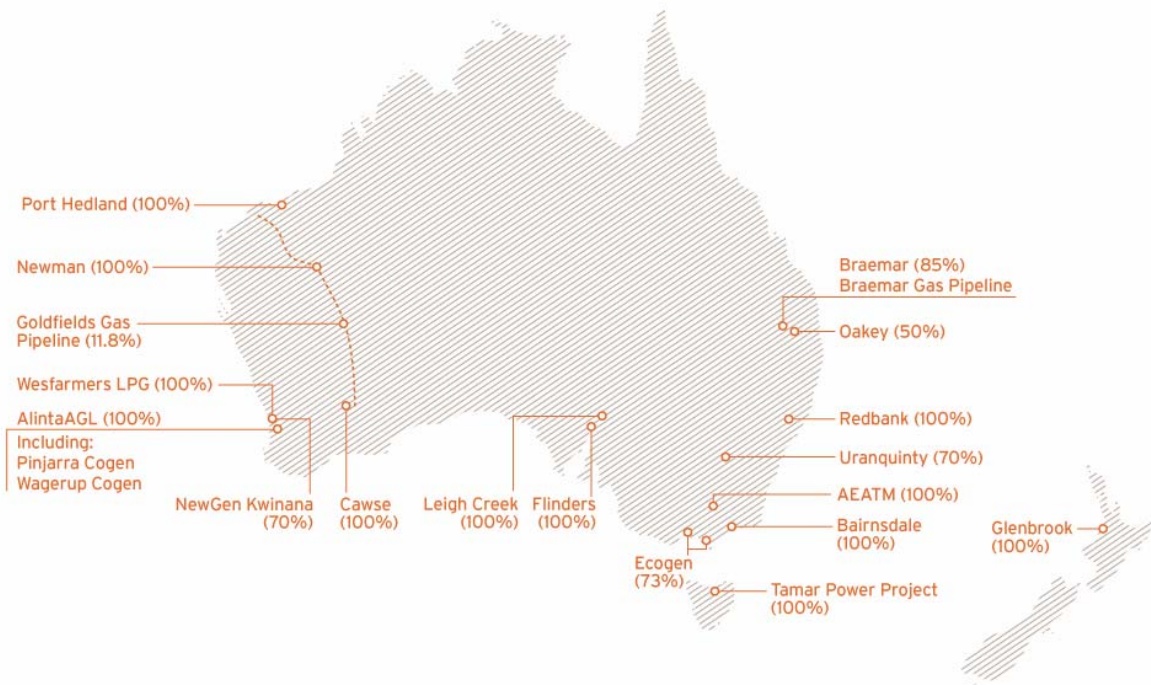 Port Hedland (100%)
Newman (100%)
Goldfields Gas
Pipeline (11.8%)
Wesfarmers LPG (100%)
AlintaAGL (100%)
Including:
Pinjarra Cogen
Wagerup Cogen
NewGen Kwinana
(70%)
Cawse
(100%)
Leigh Creek
(100%)
Flinders
(100%)
Braemar (85%)
Braemar Gas Pipeline
Oakey (50%)
Redbank (100%)
Uranquinty (70%)
AEATM (100%)
Bairnsdale
(100%)
Ecogen
(73%)
Tamar Power Project
(100%)
Glenbrook
(100%)